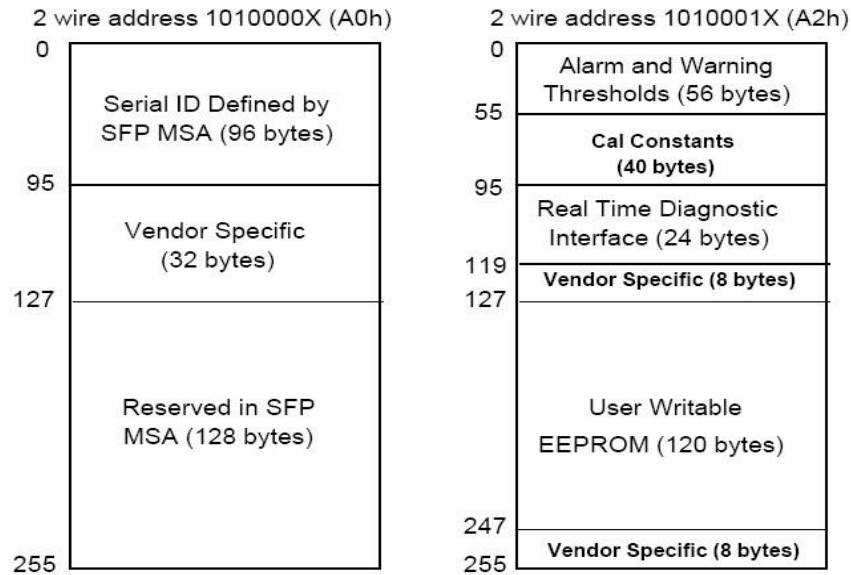 2 wire address 1010000X (A0h)
0
Serial ID Defined by
SFP MSA (96 bytes)
95
Vendor Specific
(32 bytes)
127
Reserved in SFP
MSA (128 bytes)
255
2 wire address 1010001X (A2h)
0
Alarm and Warning
Thresholds (56 bytes)
55
Cal Constants
(40 bytes)
95
Real Time Diagnostic
Interface (24 bytes)
119
Vendor Specific (8 bytes)
127
User Writable
EEPROM (120 bytes)
247
Vendor Specific (8 bytes)
255